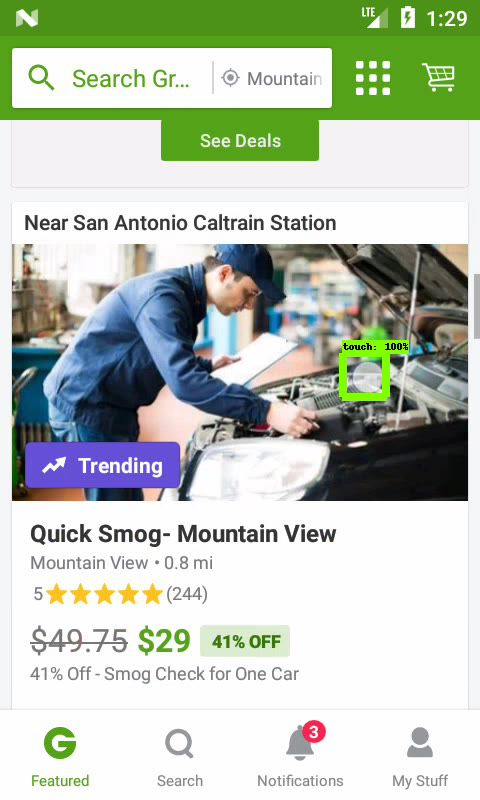 LTE 1:29
Search Gr... Mountain
See Deals
Near San Antonio Caltrain Station
touch: 100%
Trending
Quick Smog- Mountain View
Mountain View • 0.8 mi
5 (244)
$49.75 $29 41% OFF
41% Off - Smog Check for One Car
3
Featured Search Notifications My Stuff